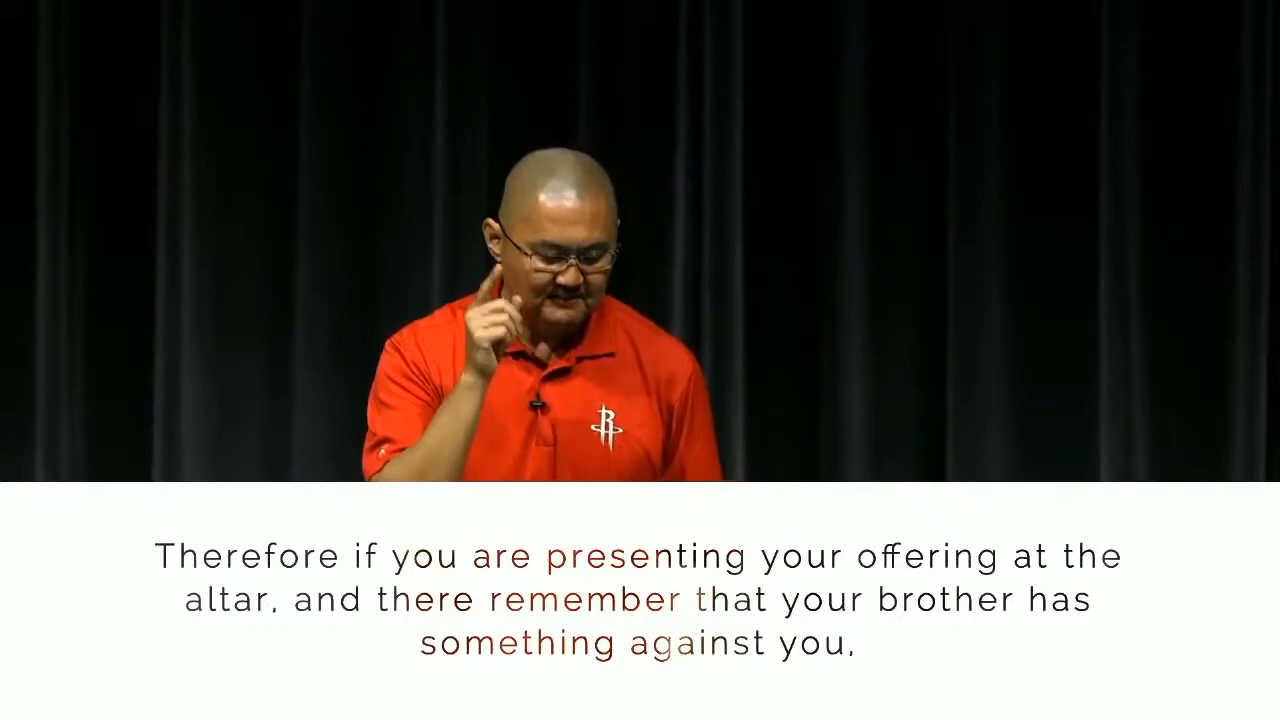 R
Therefore if you are presenting your offering at the
altar, and there remember that your brother has
something against you,